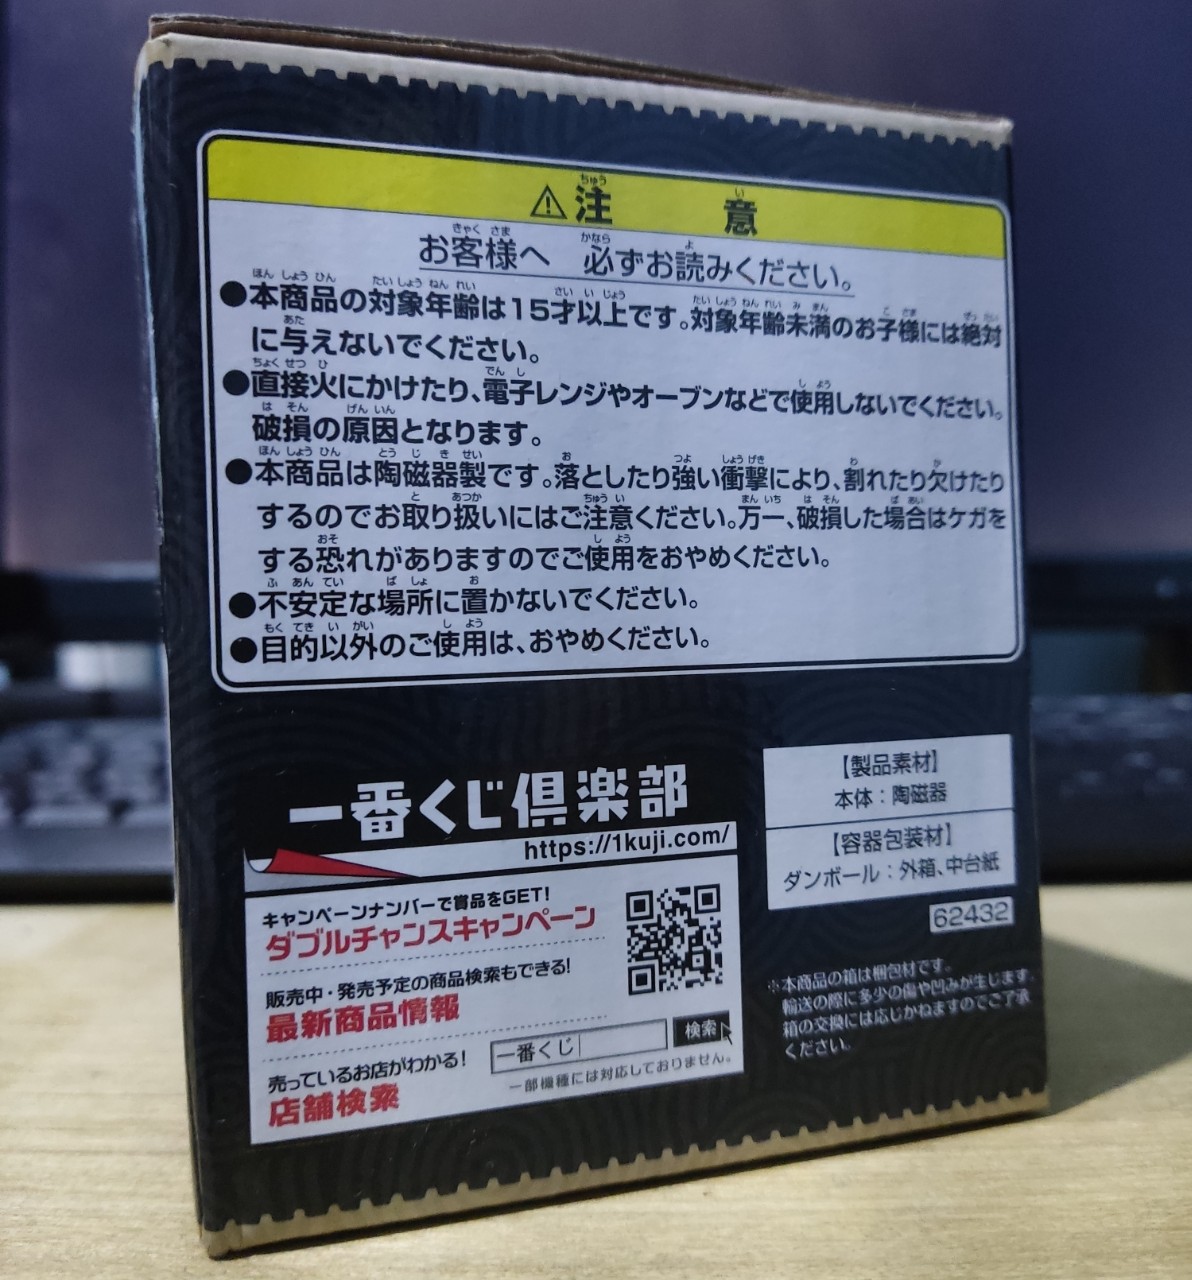 ⚠注意
お客様へ 必ずお読みください。
●本商品の対象年齢は15才以上です。対象年齢未満のお子様には絶対
に与えないでください。
●直接火にかけたり、電子レンジやオーブンなどで使用しないでください。
破損の原因となります。
●本商品は陶磁器製です。落としたり強い衝撃により、割れたり欠けたり
するのでお取り扱いにはご注意ください。万一、破損した場合はケガを
する恐れがありますのでご使用をおやめください。
●不安定な場所に置かないでください。
●目的以外のご使用は、おやめください。
一番くじ倶楽部
https://1kuji.com/
キャンペーンナンバーで賞品をGET!
ダブルチャンスキャンペーン
販売中・発売予定の商品検索もできる!
最新商品情報
売っているお店がわかる!
店舗検索
一番くじ 検索
一部機種には対応しておりません。
【製品素材】
本体:陶磁器
【容器包装材】
ダンボール:外箱、中台紙
62432
※本商品の箱は梱包材です。
輸送の際に多少の傷や凹みが生じます。
箱の交換には応じかねますのでご了承
ください。